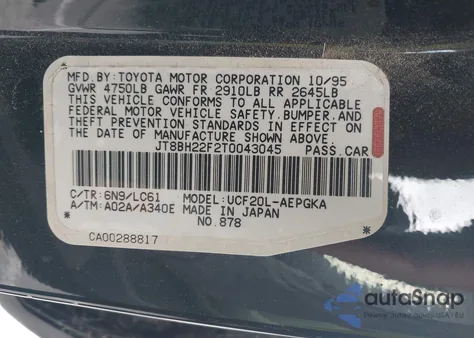 MFD.BY:TOYOTA MOTOR CORPORATION 10/95
GVWR 4750LB GAWR FR 2910LB RR 2645LB
THIS VEHICLE CONFORMS TO ALL APPLICABLE
FEDERAL MOTOR VEHICLE SAFETY,BUMPER,AND
THEFT PREVENTION STANDARDS IN EFFECT ON
THE DATE OF MANUFACTURE SHOWN ABOVE.
JT8BH22F2T0043045 PASS.CAR
C/TR:6N9/LC61 MODEL:UCF20L-AEPGKA
A/TM:A02A/A340E MADE IN JAPAN
NO.878
CA00288817
autoSnap